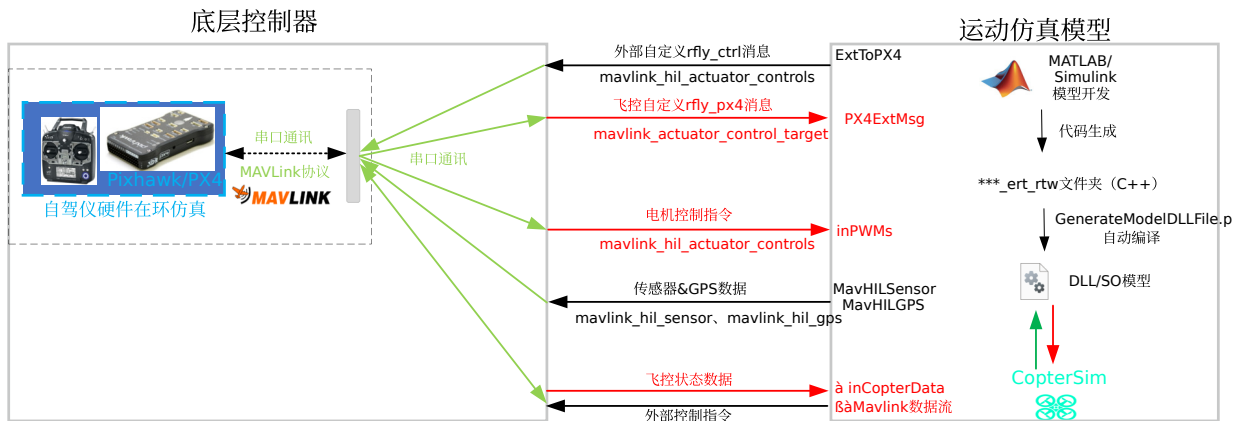 底层控制器
运动仿真模型
外部自定义rfly_ctrl消息
mavlink_hil_actuator_controls
ExtToPX4
飞控自定义rfly_px4消息
mavlink_actuator_control_target
PX4ExtMsg
串口通讯
MAVLink协议
MAVLINK
Pixhawk/PX4
自驾仪硬件在环仿真
串口通讯
电机控制指令
mavlink_hil_actuator_controls
inPWMs
传感器&GPS数据
mavlink_hil_sensor、mavlink_hil_gps
MavHILSensor
MavHILGPS
飞控状态数据
外部控制指令
à inCopterData
ßàMavlink数据流
MATLAB/
Simulink
模型开发
代码生成
***_ert_rtw文件夹（C++）
GenerateModelDLLFile.p
自动编译
DLL/SO模型
CopterSim